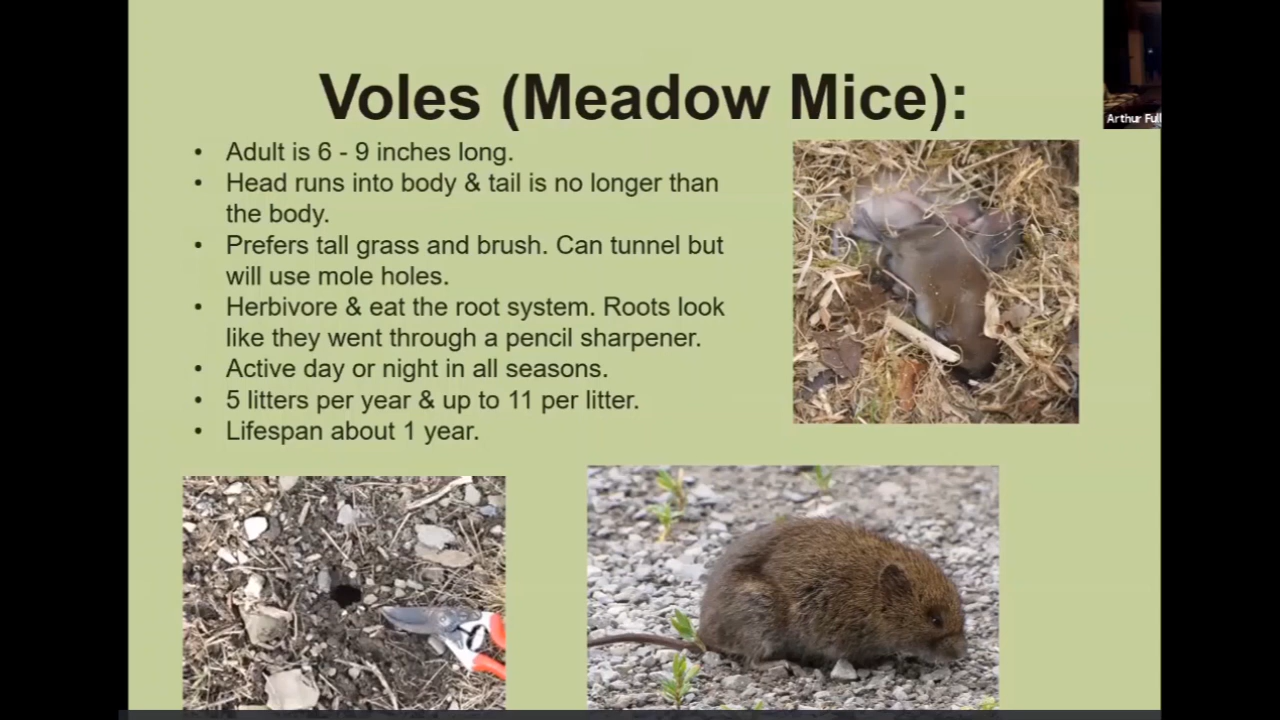 Voles (Meadow Mice):
• Adult is 6 - 9 inches long.
• Head runs into body & tail is no longer than
the body.
• Prefers tall grass and brush. Can tunnel but
will use mole holes.
• Herbivore & eat the root system. Roots look
like they went through a pencil sharpener.
• Active day or night in all seasons.
• 5 litters per year & up to 11 per litter.
• Lifespan about 1 year.
Arthur Full